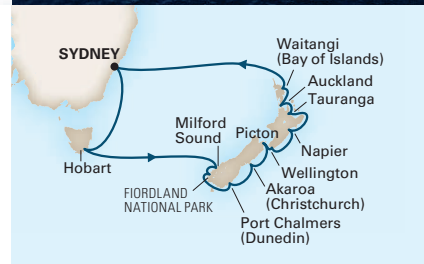 SYDNEY
Waitangi
(Bay of Islands)
Auckland
Tauranga
Milford
Sound
Picton
Napier
Hobart
Wellington
FIORDLAND
NATIONAL PARK
Akaroa
(Christchurch)
Port Chalmers
(Dunedin)